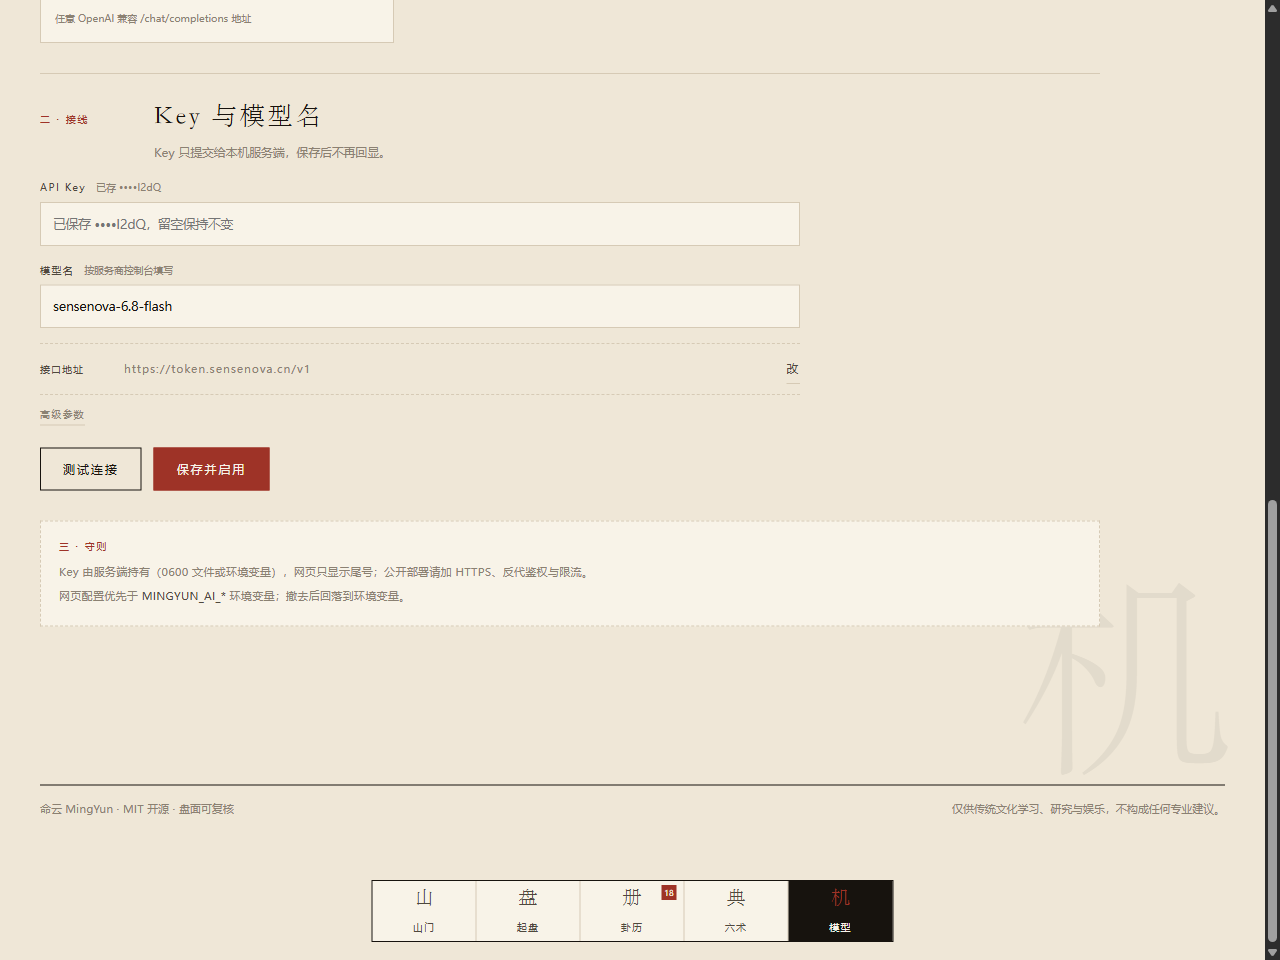 任意 OpenAI 兼容 /chat/completions 地址
二 · 接线
Key 与模型名
Key 只提交给本机服务端，保存后不再回显。
API Key 已存 ••••I2dQ
已保存 ••••I2dQ，留空保持不变
模型名 按服务商控制台填写
sensenova-6.8-flash
接口地址 https://token.sensenova.cn/v1 改
高级参数
测试连接 保存并启用
三 · 守则
Key 由服务端持有（0600 文件或环境变量），网页只显示尾号；公开部署请加 HTTPS、反代鉴权与限流。
网页配置优先于 MINGYUN_AI_* 环境变量；撤去后回落到环境变量。
机
命云 MingYun · MIT 开源 · 盘面可复核
仅供传统文化学习、研究与娱乐，不构成任何专业建议。
山 盘 册 18 典 机
山门 起盘 卦历 六术 模型